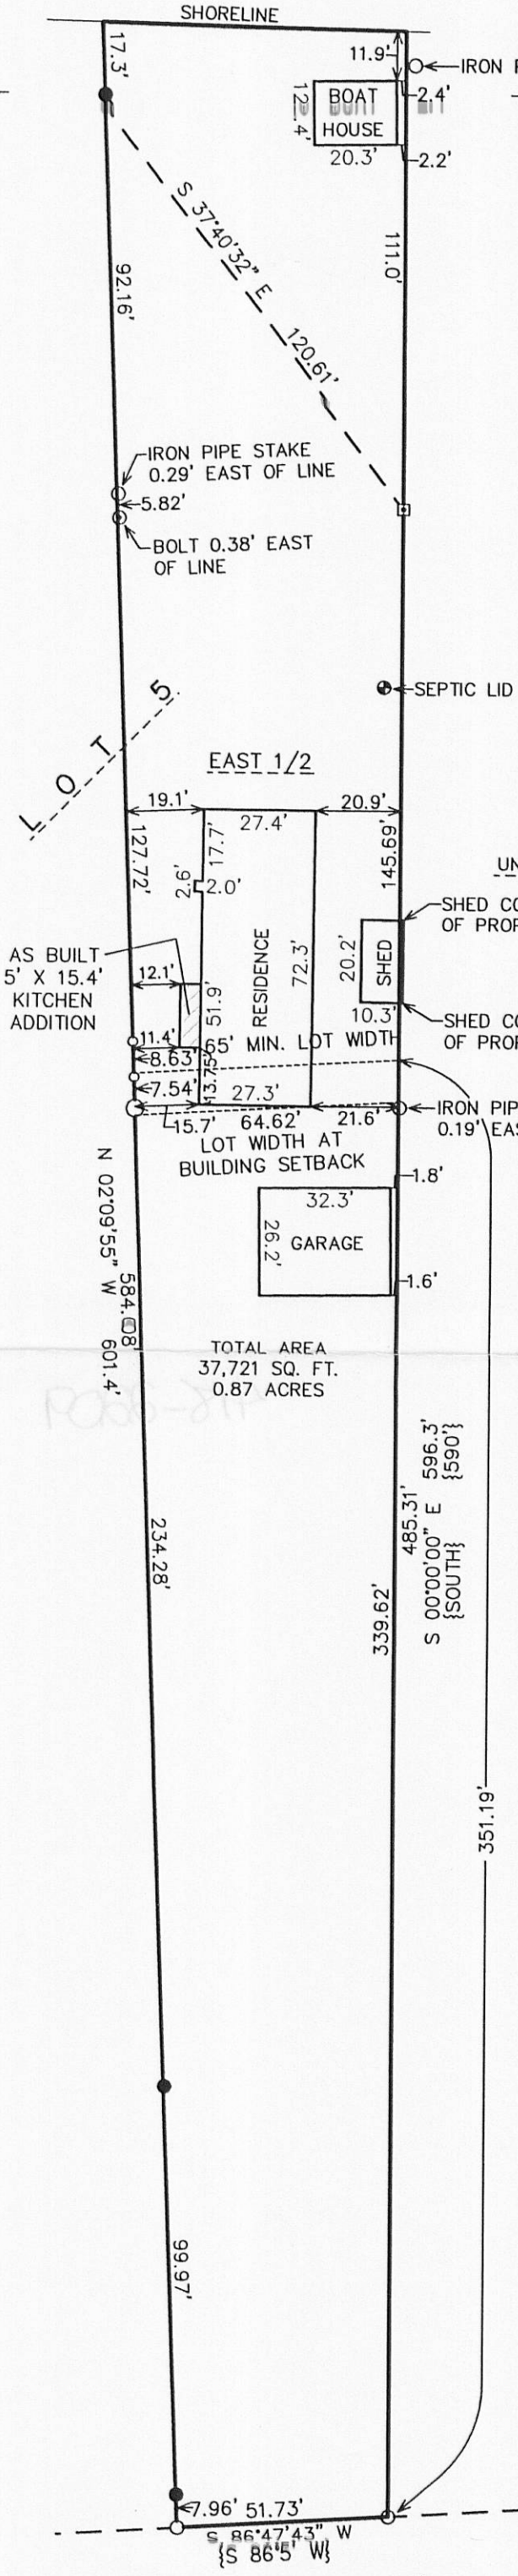 SHORELINE
17.3'
11.9'
IRON
BOAT
HOUSE
12.4'
2.4'
20.3'
2.2'
S 37°40'32" E
120.61'
92.16'
111.0'
IRON PIPE STAKE
0.29' EAST OF LINE
5.82'
BOLT 0.38' EAST
OF LINE
SEPTIC LID
LOT 5
EAST 1/2
19.1'
27.4'
20.9'
127.72'
17.7'
145.69'
2.6'
2.0'
SHED
OF
AS BUILT
5' X 15.4'
KITCHEN
ADDITION
12.1'
51.9'
RESIDENCE
72.3'
20.2'
SHED
10.3'
SHED
OF
11.4'
65' MIN. LOT WIDTH
8.63'
13.75'
7.54'
27.3'
15.7'
64.62'
21.6'
IRON
0.19'
LOT WIDTH AT
BUILDING SETBACK
1.8'
32.3'
26.2'
GARAGE
1.6'
N 02°09'55" W 601.4'
584.08'
TOTAL AREA
37,721 SQ. FT.
0.87 ACRES
234.28'
339.62'
485.31'
S 00°00'00" E 596.3'
{SOUTH} {590'}
351.19'
99.97'
7.96' 51.73'
S 86°47'43" W
{S 86°5' W}